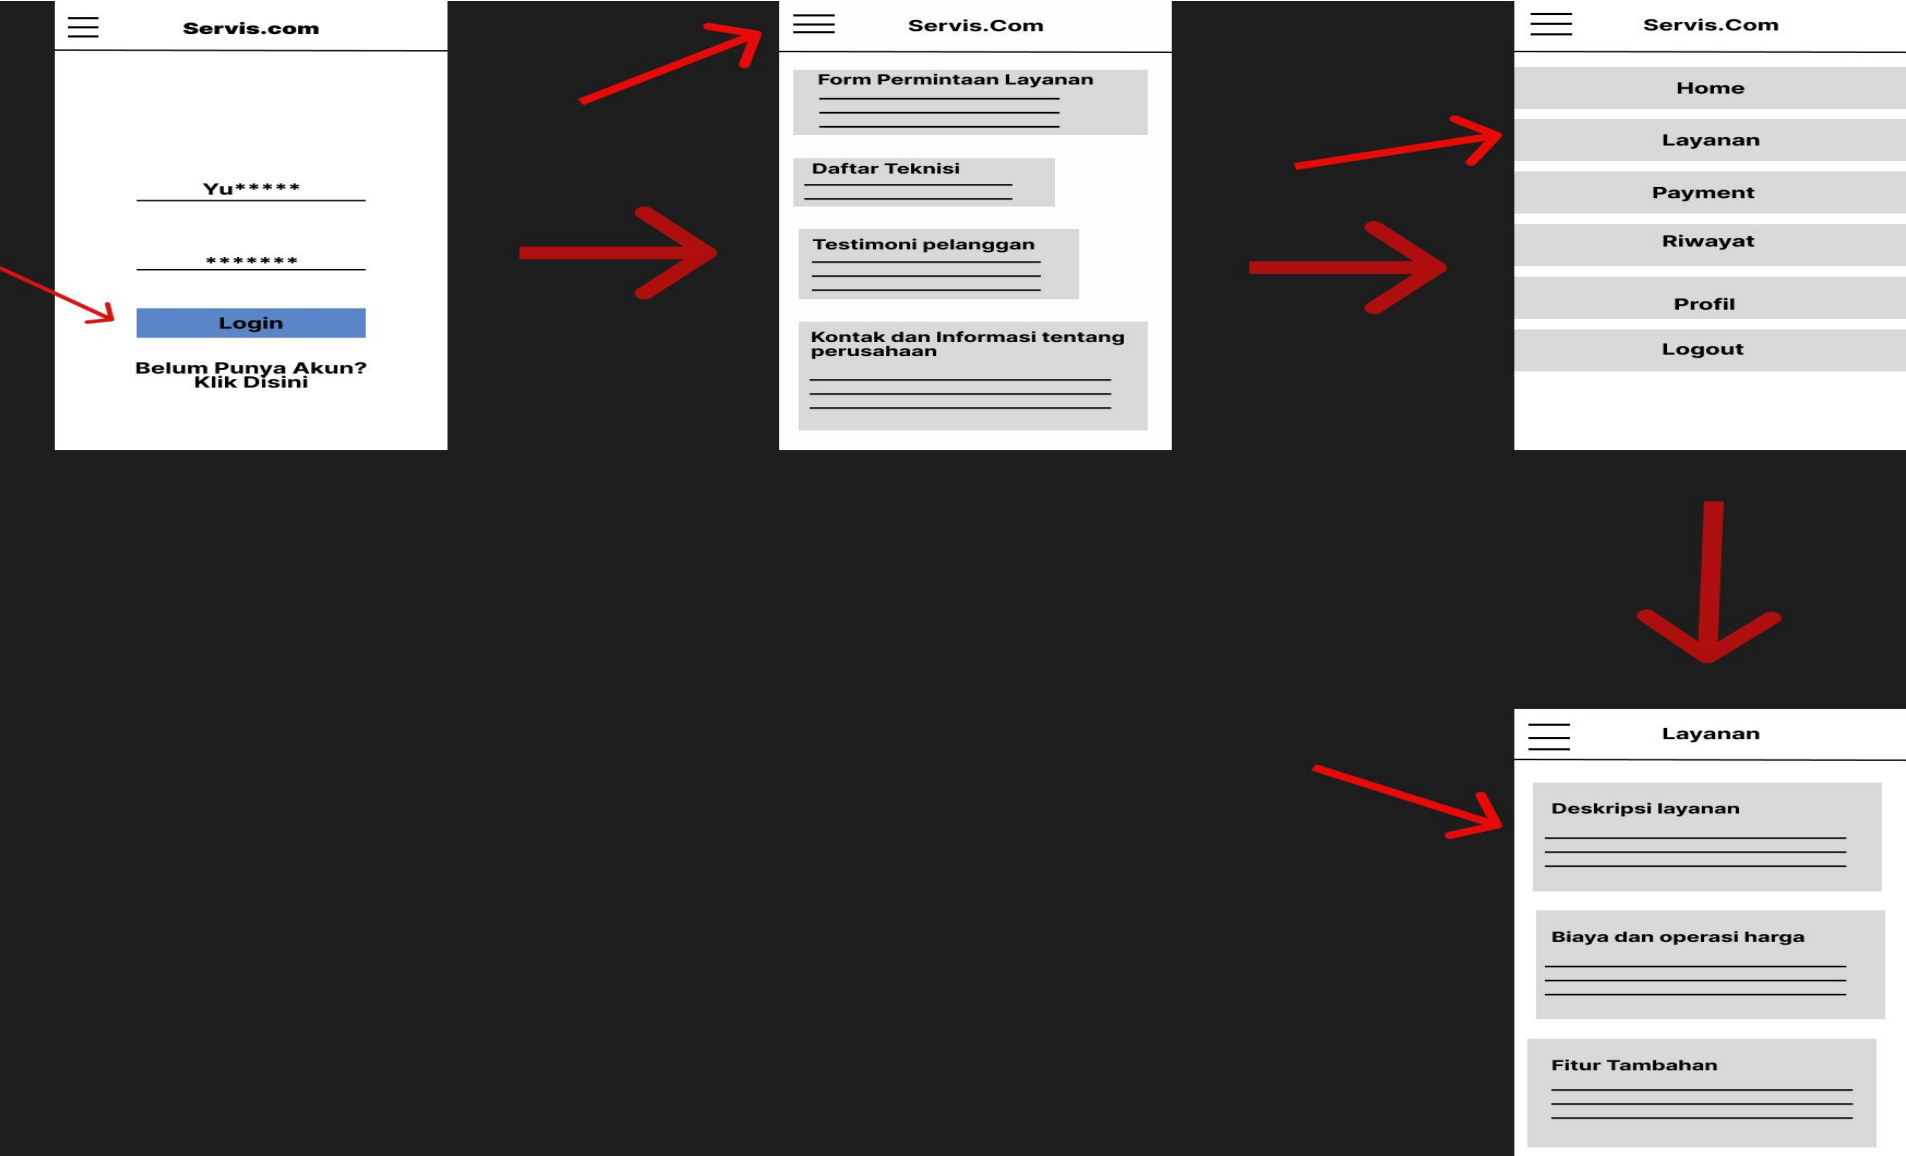 Servis.com
Yu*****
*******
Login
Belum Punya Akun?
Klik Disini
Servis.Com
Form Permintaan Layanan
Daftar Teknisi
Testimoni pelanggan
Kontak dan Informasi tentang
perusahaan
Servis.Com
Home
Layanan
Payment
Riwayat
Profil
Logout
Layanan
Deskripsi layanan
Biaya dan operasi harga
Fitur Tambahan